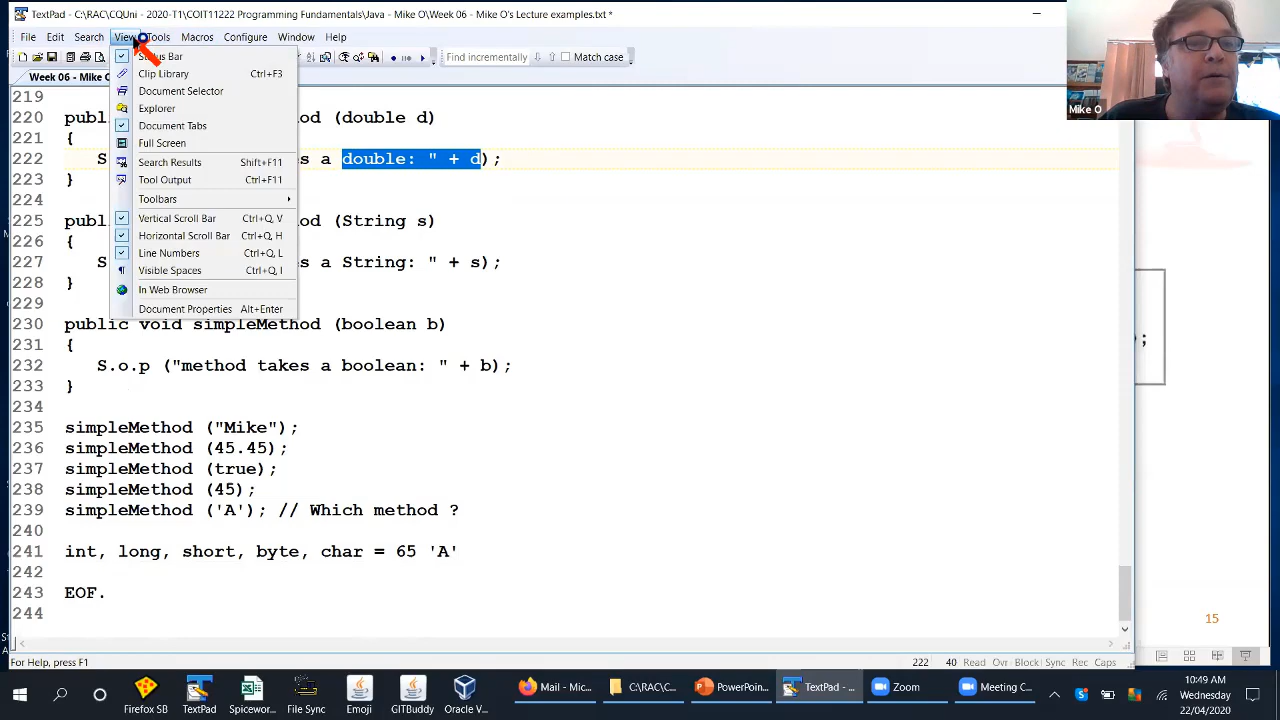 TextPad - C:\RAC\CQUni - 2020-T1\COIT11222 Programming Fundamentals\Java - Mike O\Week 06 - Mike O's Lecture examples.txt *
File Edit Search View Tools Macros Configure Window Help
Find incrementally Match case
Week 06 - Mike O
Status Bar
Clip Library Ctrl+F3
Document Selector
Explorer
Document Tabs
Full Screen
Search Results Shift+F11
Tool Output Ctrl+F11
Toolbars
Vertical Scroll Bar Ctrl+Q, V
Horizontal Scroll Bar Ctrl+Q, H
Line Numbers Ctrl+Q, L
Visible Spaces Ctrl+Q, I
In Web Browser
Document Properties Alt+Enter
219
220 publ od (double d)
221 {
222 S s a double: " + d);
223 }
224
225 publ od (String s)
226 {
227 S s a String: " + s);
228 }
229
230 public void simpleMethod (boolean b)
231 {
232 S.o.p ("method takes a boolean: " + b);
233 }
234
235 simpleMethod ("Mike");
236 simpleMethod (45.45);
237 simpleMethod (true);
238 simpleMethod (45);
239 simpleMethod ('A'); // Which method ?
240
241 int, long, short, byte, char = 65 'A'
242
243 EOF.
244
For Help, press F1
222 40 Read Ovr Block Sync Rec Caps
Mike O
;
15
Firefox SB
TextPad
Spicewor...
File Sync
Emoji
GITBuddy
Oracle V...
Mail - Mic...
C:\RAC\C...
PowerPoin...
TextPad - ...
Zoom
Meeting C...
10:49 AM
Wednesday
22/04/2020